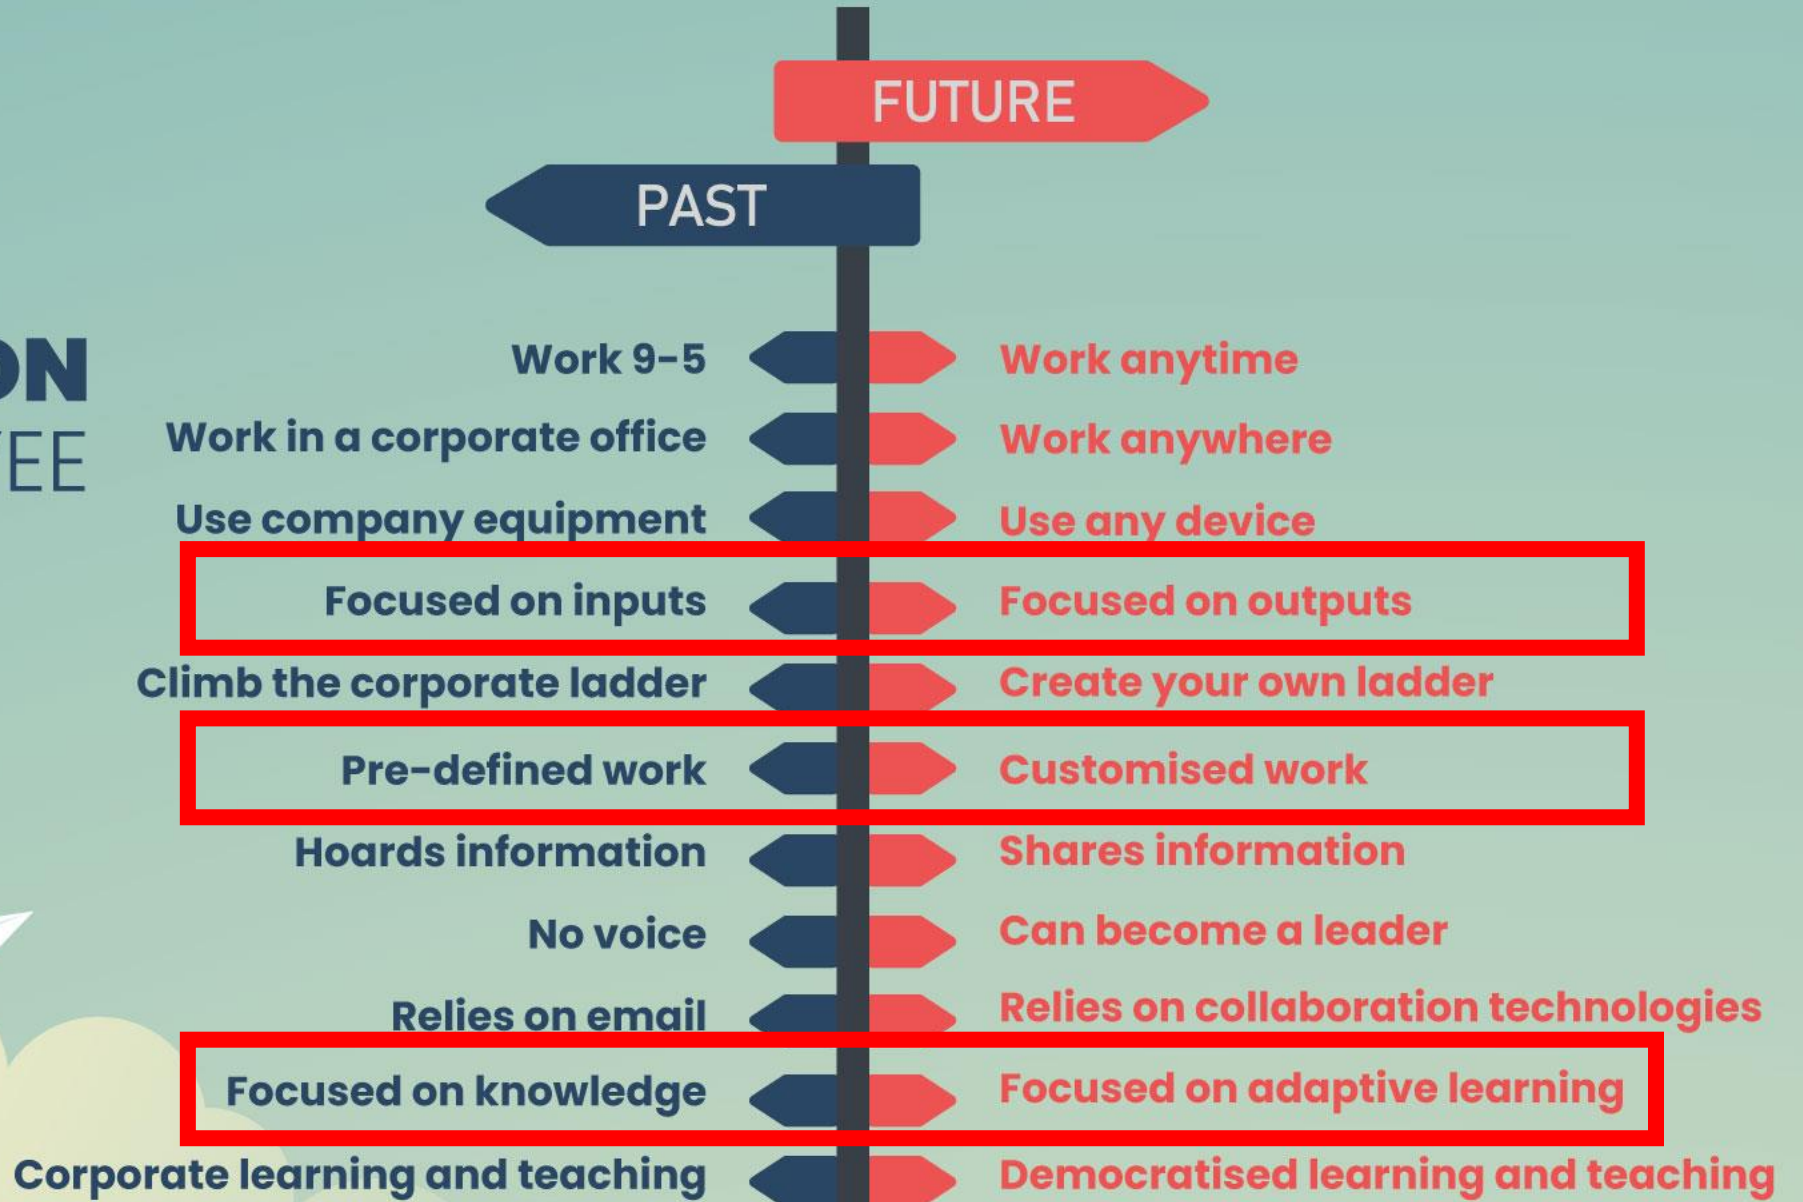 FUTURE
PAST
ON
EE
Work 9-5 Work anytime
Work in a corporate office Work anywhere
Use company equipment Use any device
Focused on inputs Focused on outputs
Climb the corporate ladder Create your own ladder
Pre-defined work Customised work
Hoards information Shares information
No voice Can become a leader
Relies on email Relies on collaboration technologies
Focused on knowledge Focused on adaptive learning
Corporate learning and teaching Democratised learning and teaching